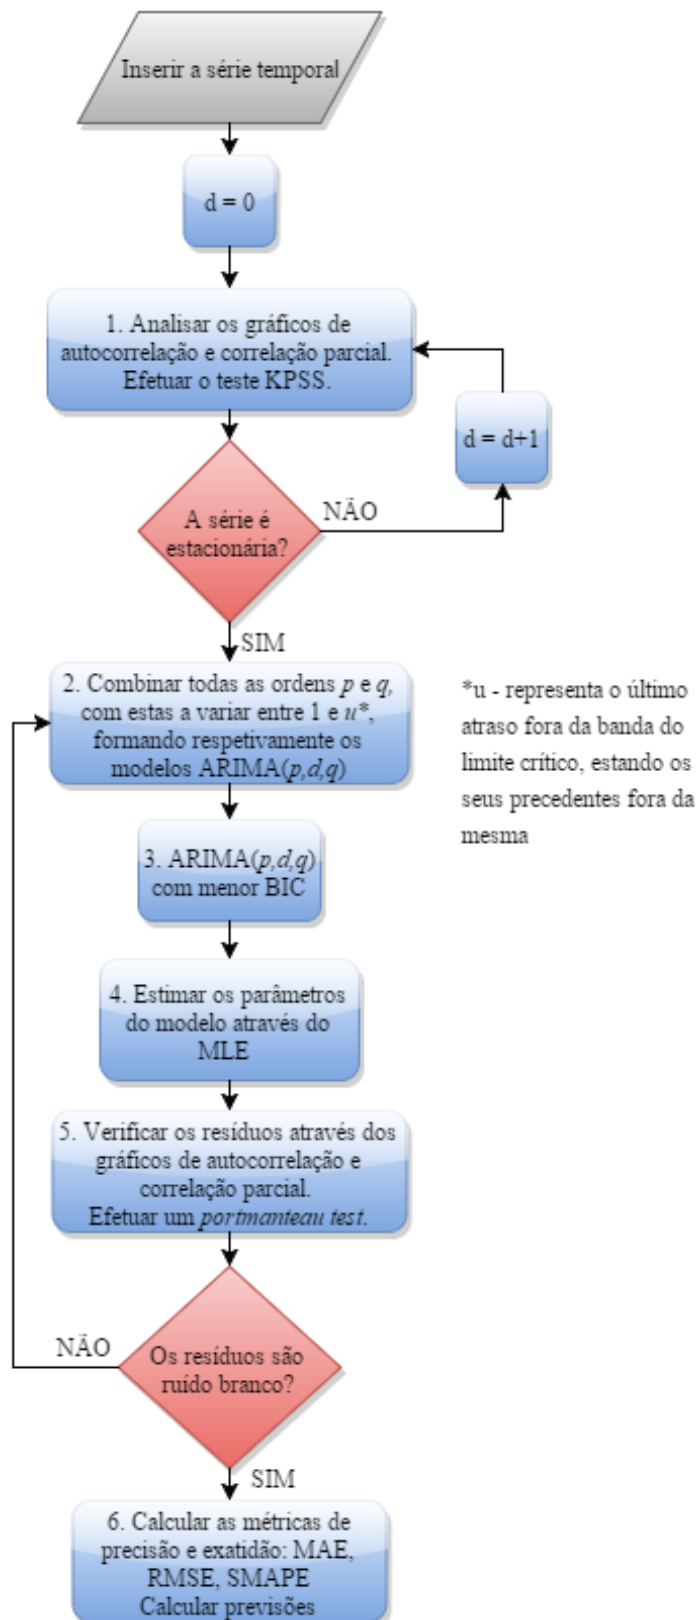 Inserir a série temporal
d = 0
1. Analisar os gráficos de
autocorrelação e correlação parcial.
Efetuar o teste KPSS.
d = d+1
A série é
estacionária?
NÃO
SIM
2. Combinar todas as ordens p e q,
com estas a variar entre 1 e u*,
formando respetivamente os
modelos ARIMA(p,d,q)
*u - representa o último
atraso fora da banda do
limite crítico, estando os
seus precedentes fora da
mesma
3. ARIMA(p,d,q)
com menor BIC
4. Estimar os parâmetros
do modelo através do
MLE
5. Verificar os resíduos através dos
gráficos de autocorrelação e
correlação parcial.
Efetuar um portmanteau test.
NÃO
Os resíduos são
ruído branco?
SIM
6. Calcular as métricas de
precisão e exatidão: MAE,
RMSE, SMAPE
Calcular previsões